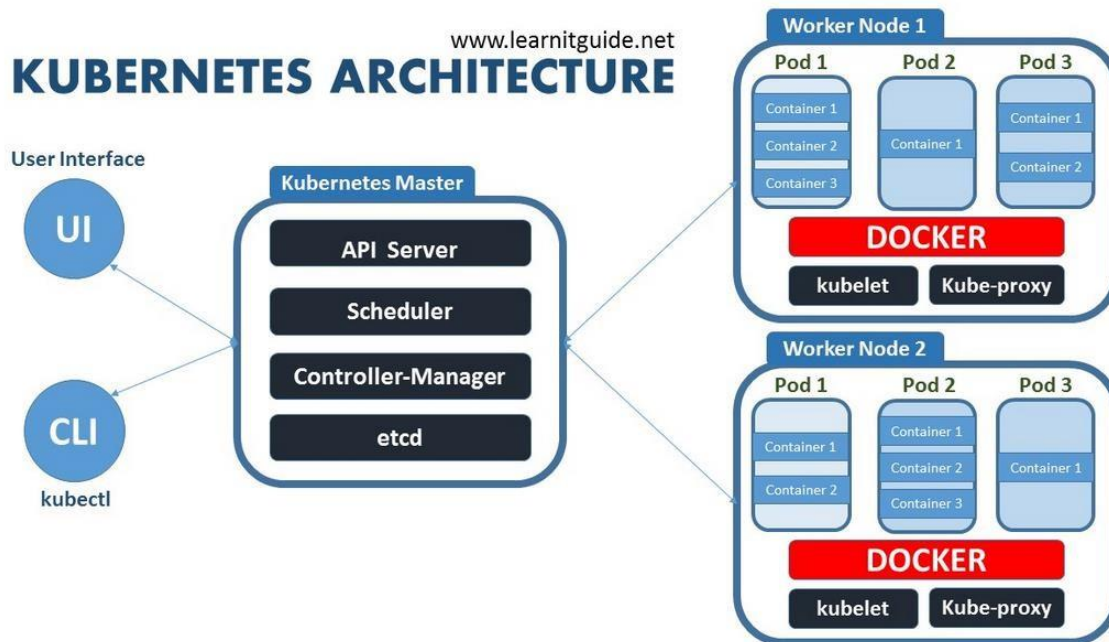 www.learnitguide.net
KUBERNETES ARCHITECTURE
User Interface
UI
CLI
kubectl
Kubernetes Master
API Server
Scheduler
Controller-Manager
etcd
Worker Node 1
Pod 1
Pod 2
Pod 3
Container 1
Container 2
Container 3
Container 1
Container 1
Container 2
DOCKER
kubelet
Kube-proxy
Worker Node 2
Pod 1
Pod 2
Pod 3
Container 1
Container 2
Container 1
Container 2
Container 3
Container 1
DOCKER
kubelet
Kube-proxy